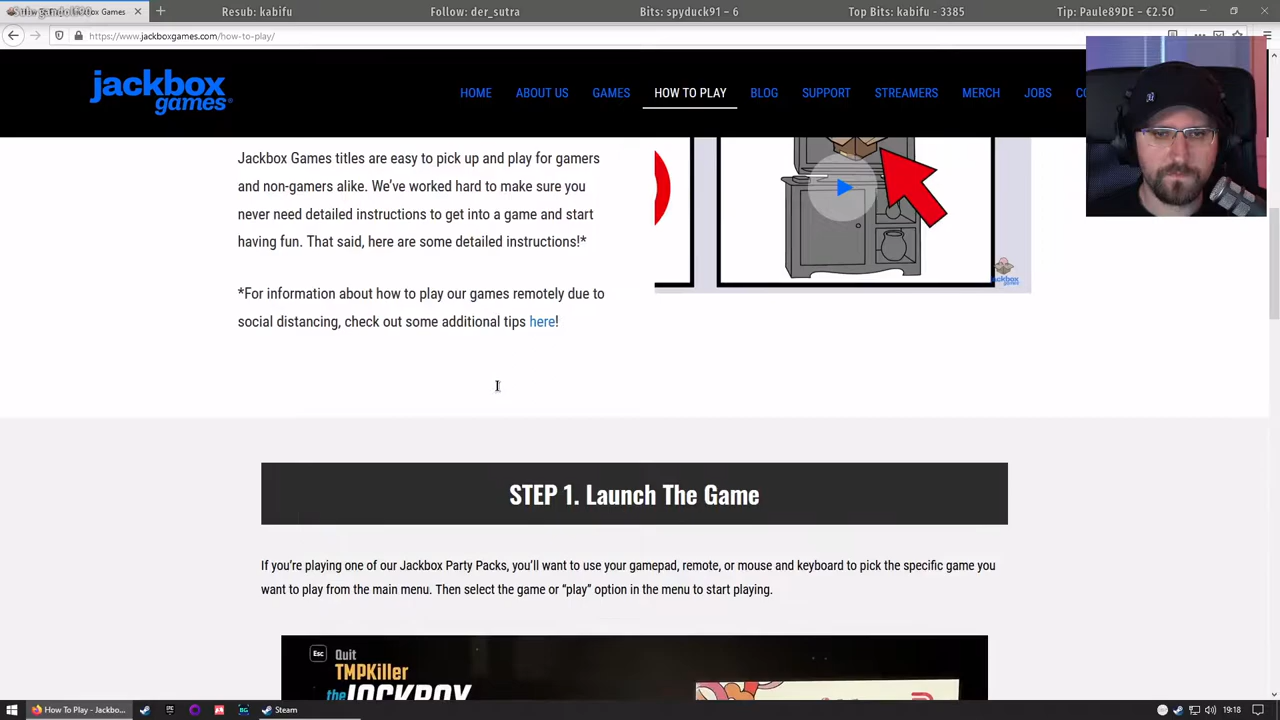 Resub: kabifu
Follow: der_sutra
Bits: spyduck91 – 6
Top Bits: kabifu - 3385
Tip: Paule89DE – €2.50
https://www.jackboxgames.com/how-to-play/
jackbox
games
HOME
ABOUT US
GAMES
HOW TO PLAY
BLOG
SUPPORT
STREAMERS
MERCH
JOBS
Jackbox Games titles are easy to pick up and play for gamers
and non-gamers alike. We've worked hard to make sure you
never need detailed instructions to get into a game and start
having fun. That said, here are some detailed instructions!*
*For information about how to play our games remotely due to
social distancing, check out some additional tips here!
jackbox
games
STEP 1. Launch The Game
If you're playing one of our Jackbox Party Packs, you'll want to use your gamepad, remote, or mouse and keyboard to pick the specific game you
want to play from the main menu. Then select the game or “play” option in the menu to start playing.
Esc Quit
TMPKiller
the JACKBOX
How To Play - Jackbo...
Steam
19:18